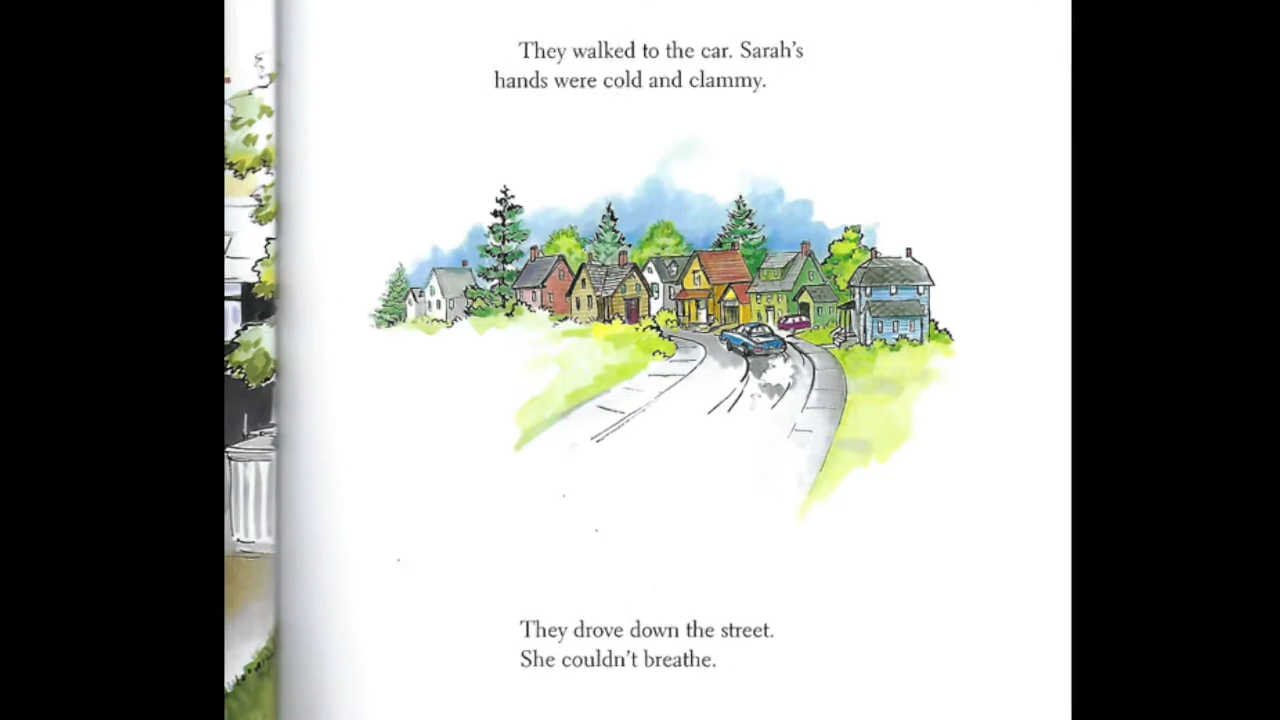 They walked to the car. Sarah's
hands were cold and clammy.
They drove down the street.
She couldn't breathe.